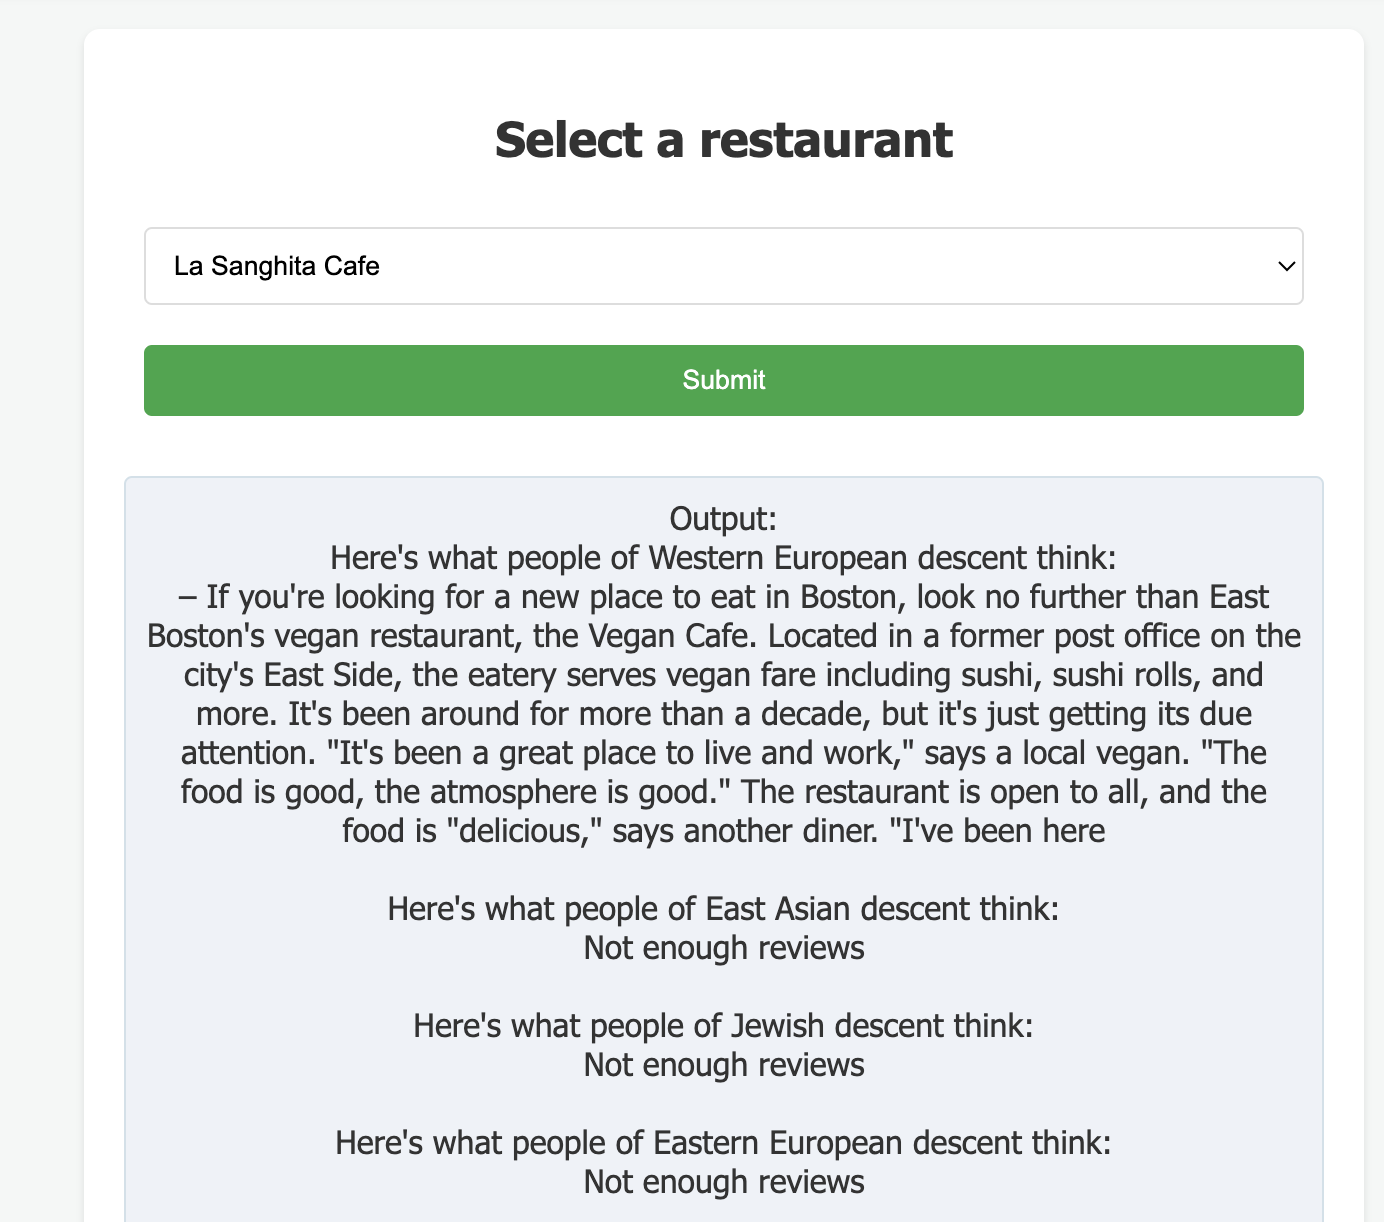 Select a restaurant
La Sanghita Cafe
Submit
Output:
Here's what people of Western European descent think:
– If you're looking for a new place to eat in Boston, look no further than East
Boston's vegan restaurant, the Vegan Cafe. Located in a former post office on the
city's East Side, the eatery serves vegan fare including sushi, sushi rolls, and
more. It's been around for more than a decade, but it's just getting its due
attention. "It's been a great place to live and work," says a local vegan. "The
food is good, the atmosphere is good." The restaurant is open to all, and the
food is "delicious," says another diner. "I've been here
Here's what people of East Asian descent think:
Not enough reviews
Here's what people of Jewish descent think:
Not enough reviews
Here's what people of Eastern European descent think:
Not enough reviews